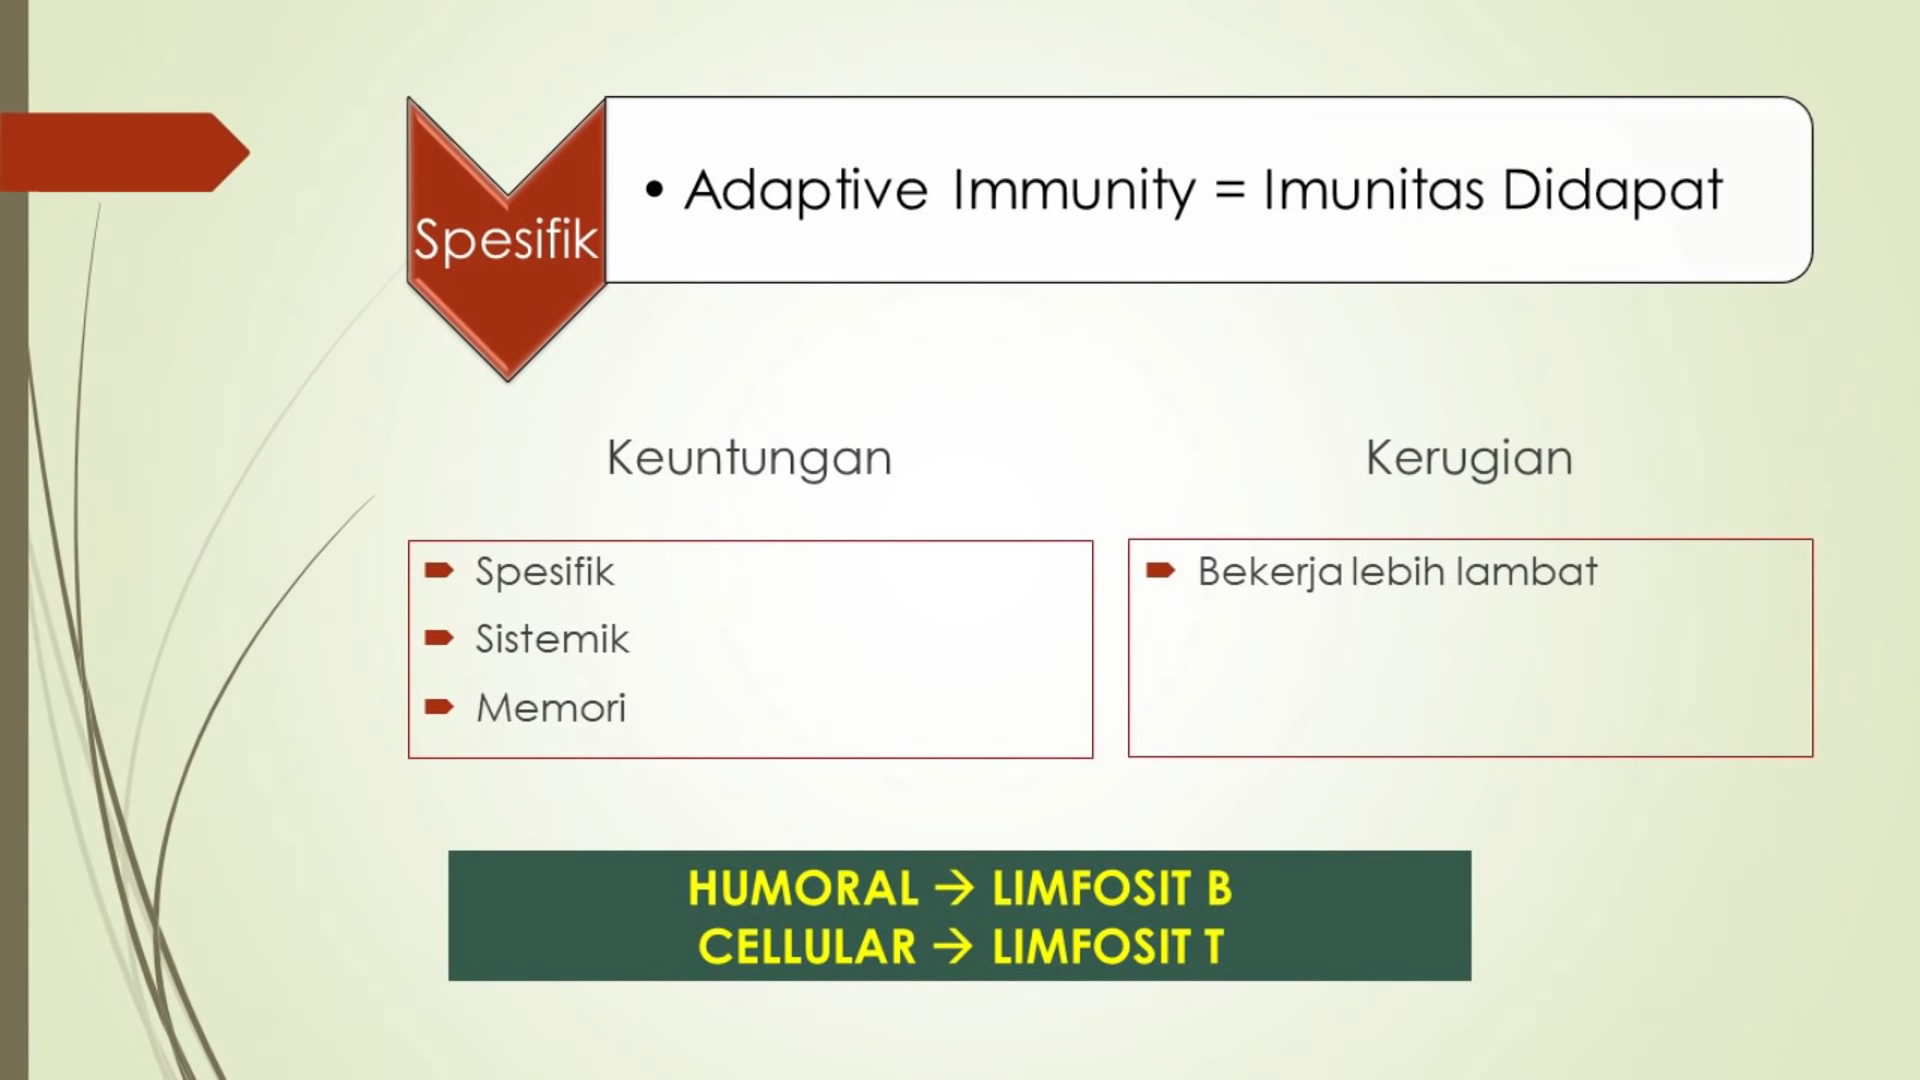 Spesifik
• Adaptive Immunity = Imunitas Didapat
Keuntungan
Spesifik
Sistemik
Memori
Kerugian
Bekerja lebih lambat
HUMORAL → LIMFOSIT B
CELLULAR → LIMFOSIT T